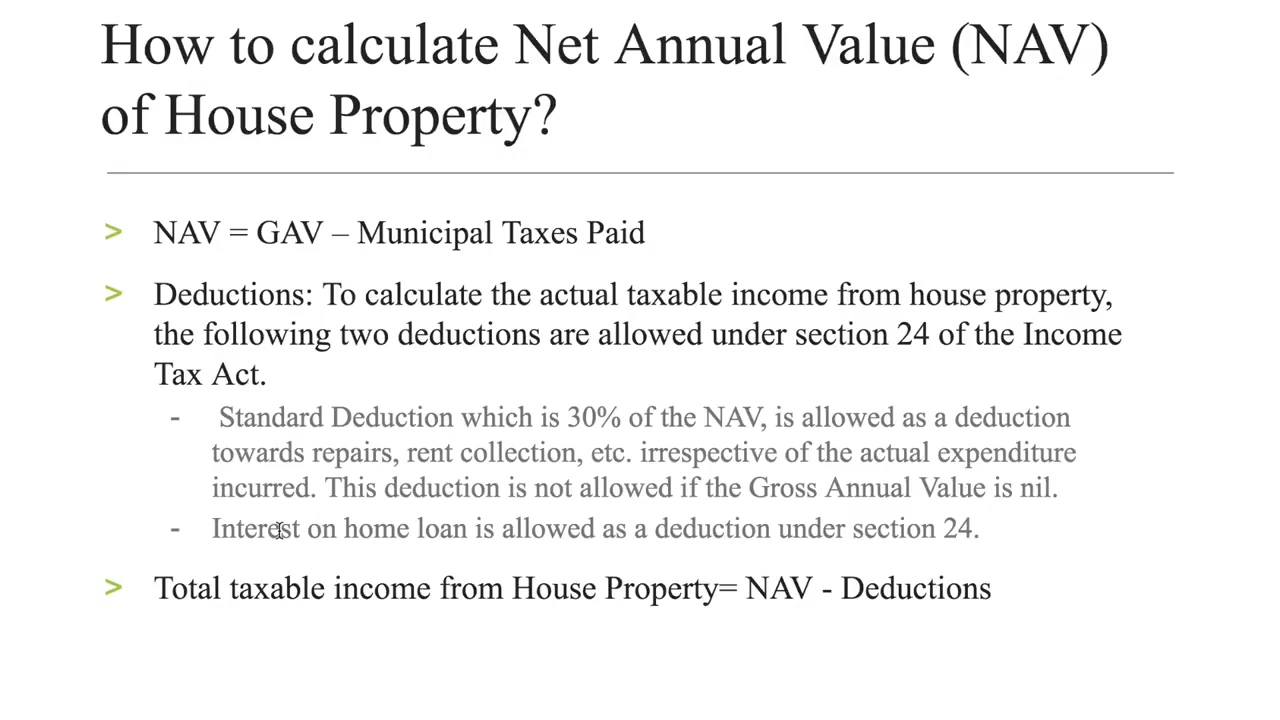 How to calculate Net Annual Value (NAV)
of House Property?
> NAV = GAV – Municipal Taxes Paid
> Deductions: To calculate the actual taxable income from house property,
the following two deductions are allowed under section 24 of the Income
Tax Act.
- Standard Deduction which is 30% of the NAV, is allowed as a deduction
towards repairs, rent collection, etc. irrespective of the actual expenditure
incurred. This deduction is not allowed if the Gross Annual Value is nil.
- Interest on home loan is allowed as a deduction under section 24.
> Total taxable income from House Property= NAV - Deductions